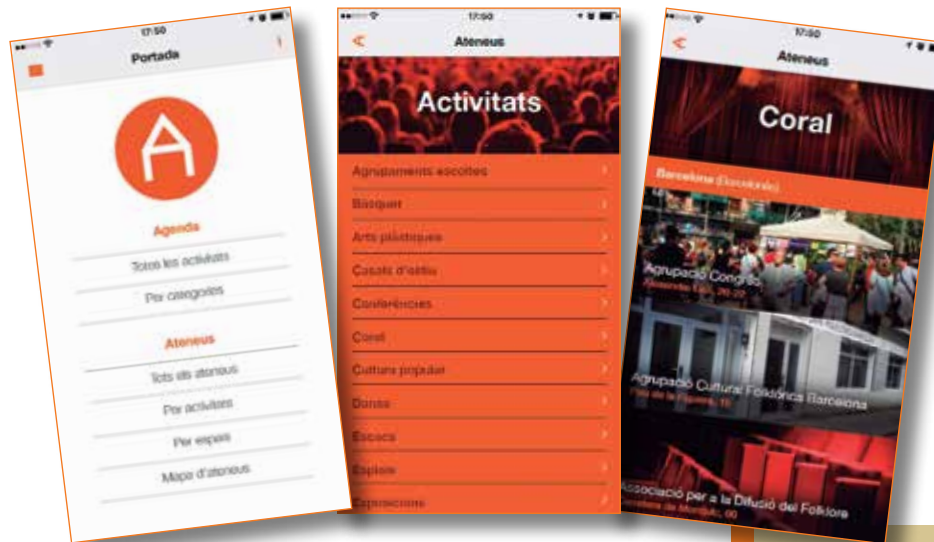 17:50
Portada
Agenda
Totes les activitats
Per categories
Ateneus
Tots els ateneus
Per activitats
Per espais
Mapa d'ateneus
17:50
Ateneus
Activitats
Agrupaments escoltes
Bàsquet
Arts plàstiques
Casals d'estiu
Conferències
Coral
Cultura popular
Dansa
Escacs
Esplais
Exposicions
17:50
Ateneus
Coral
Barcelona (Barcelonès)
Agrupació Congrés
Agrupació Cultural Folklòrica Barcelona
Associació per a la Difusió del Folklore